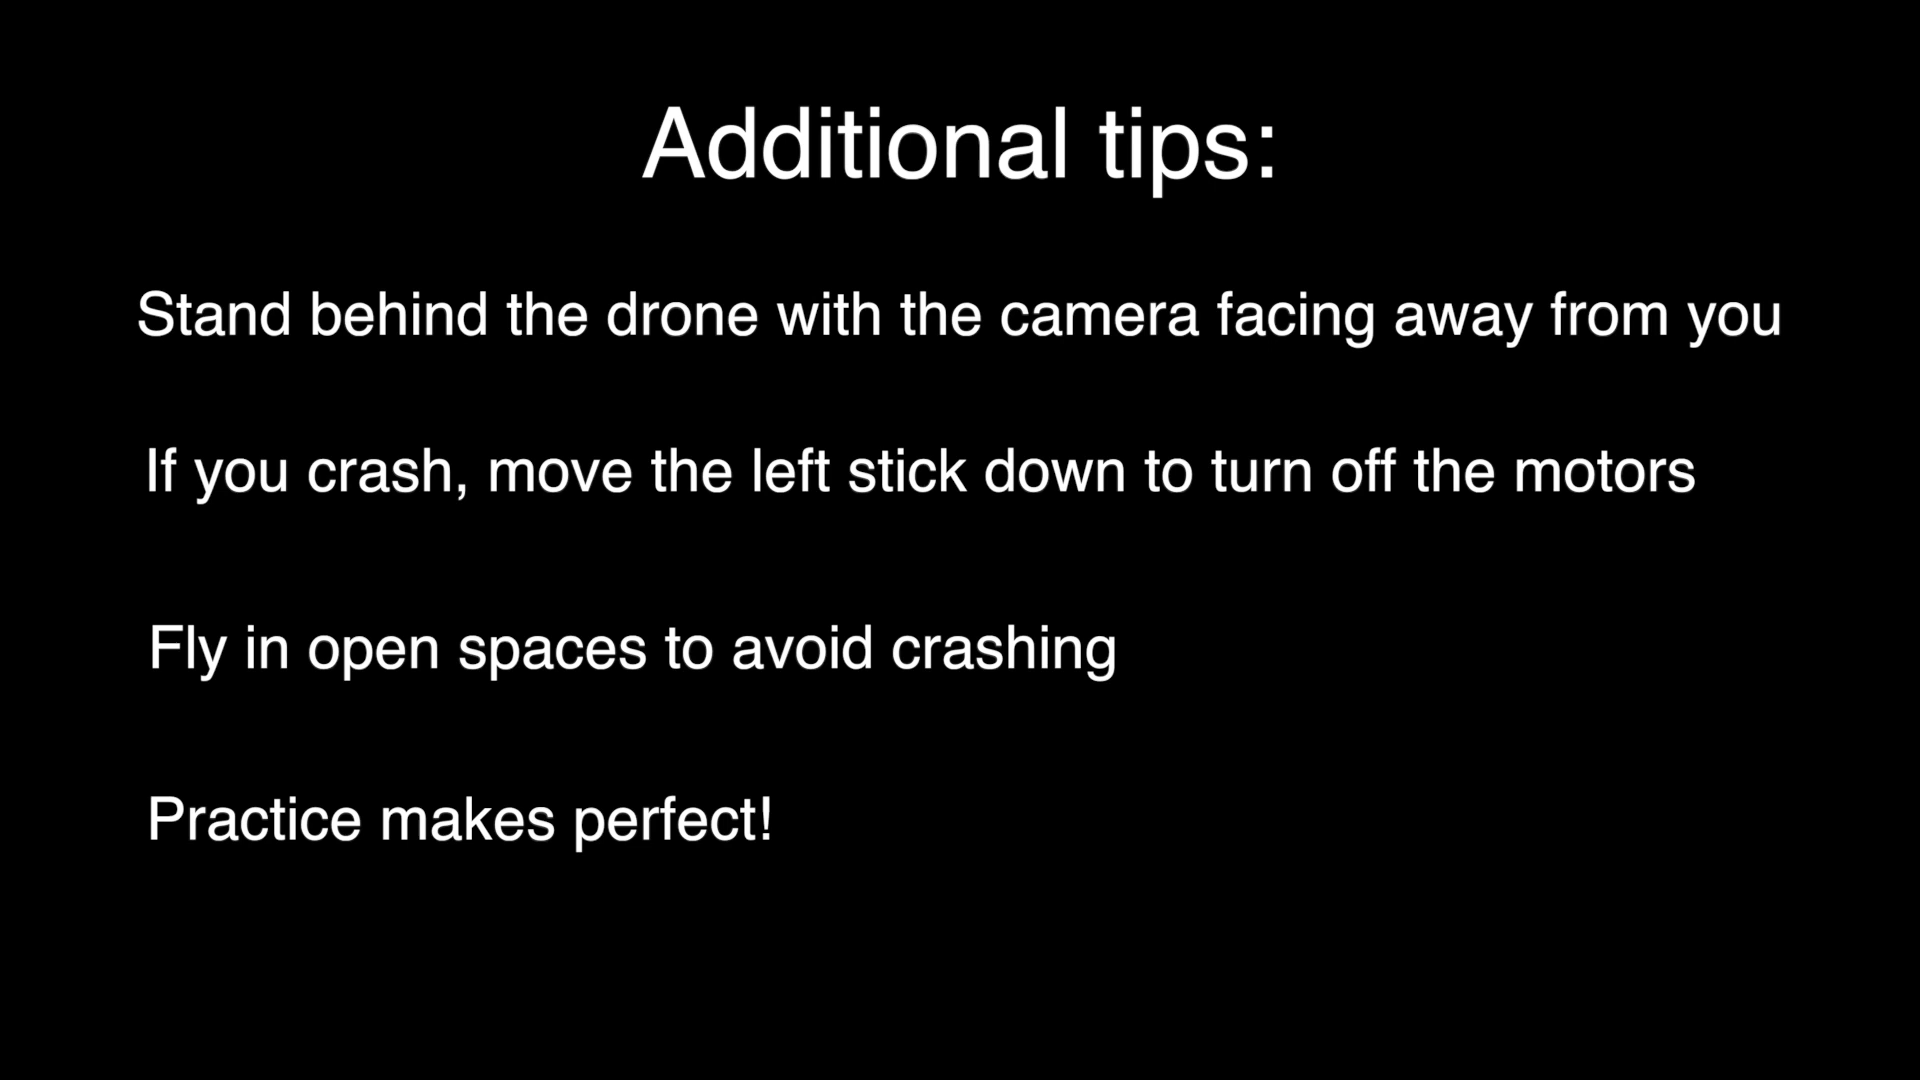 Additional tips:
Stand behind the drone with the camera facing away from you
If you crash, move the left stick down to turn off the motors
Fly in open spaces to avoid crashing
Practice makes perfect!